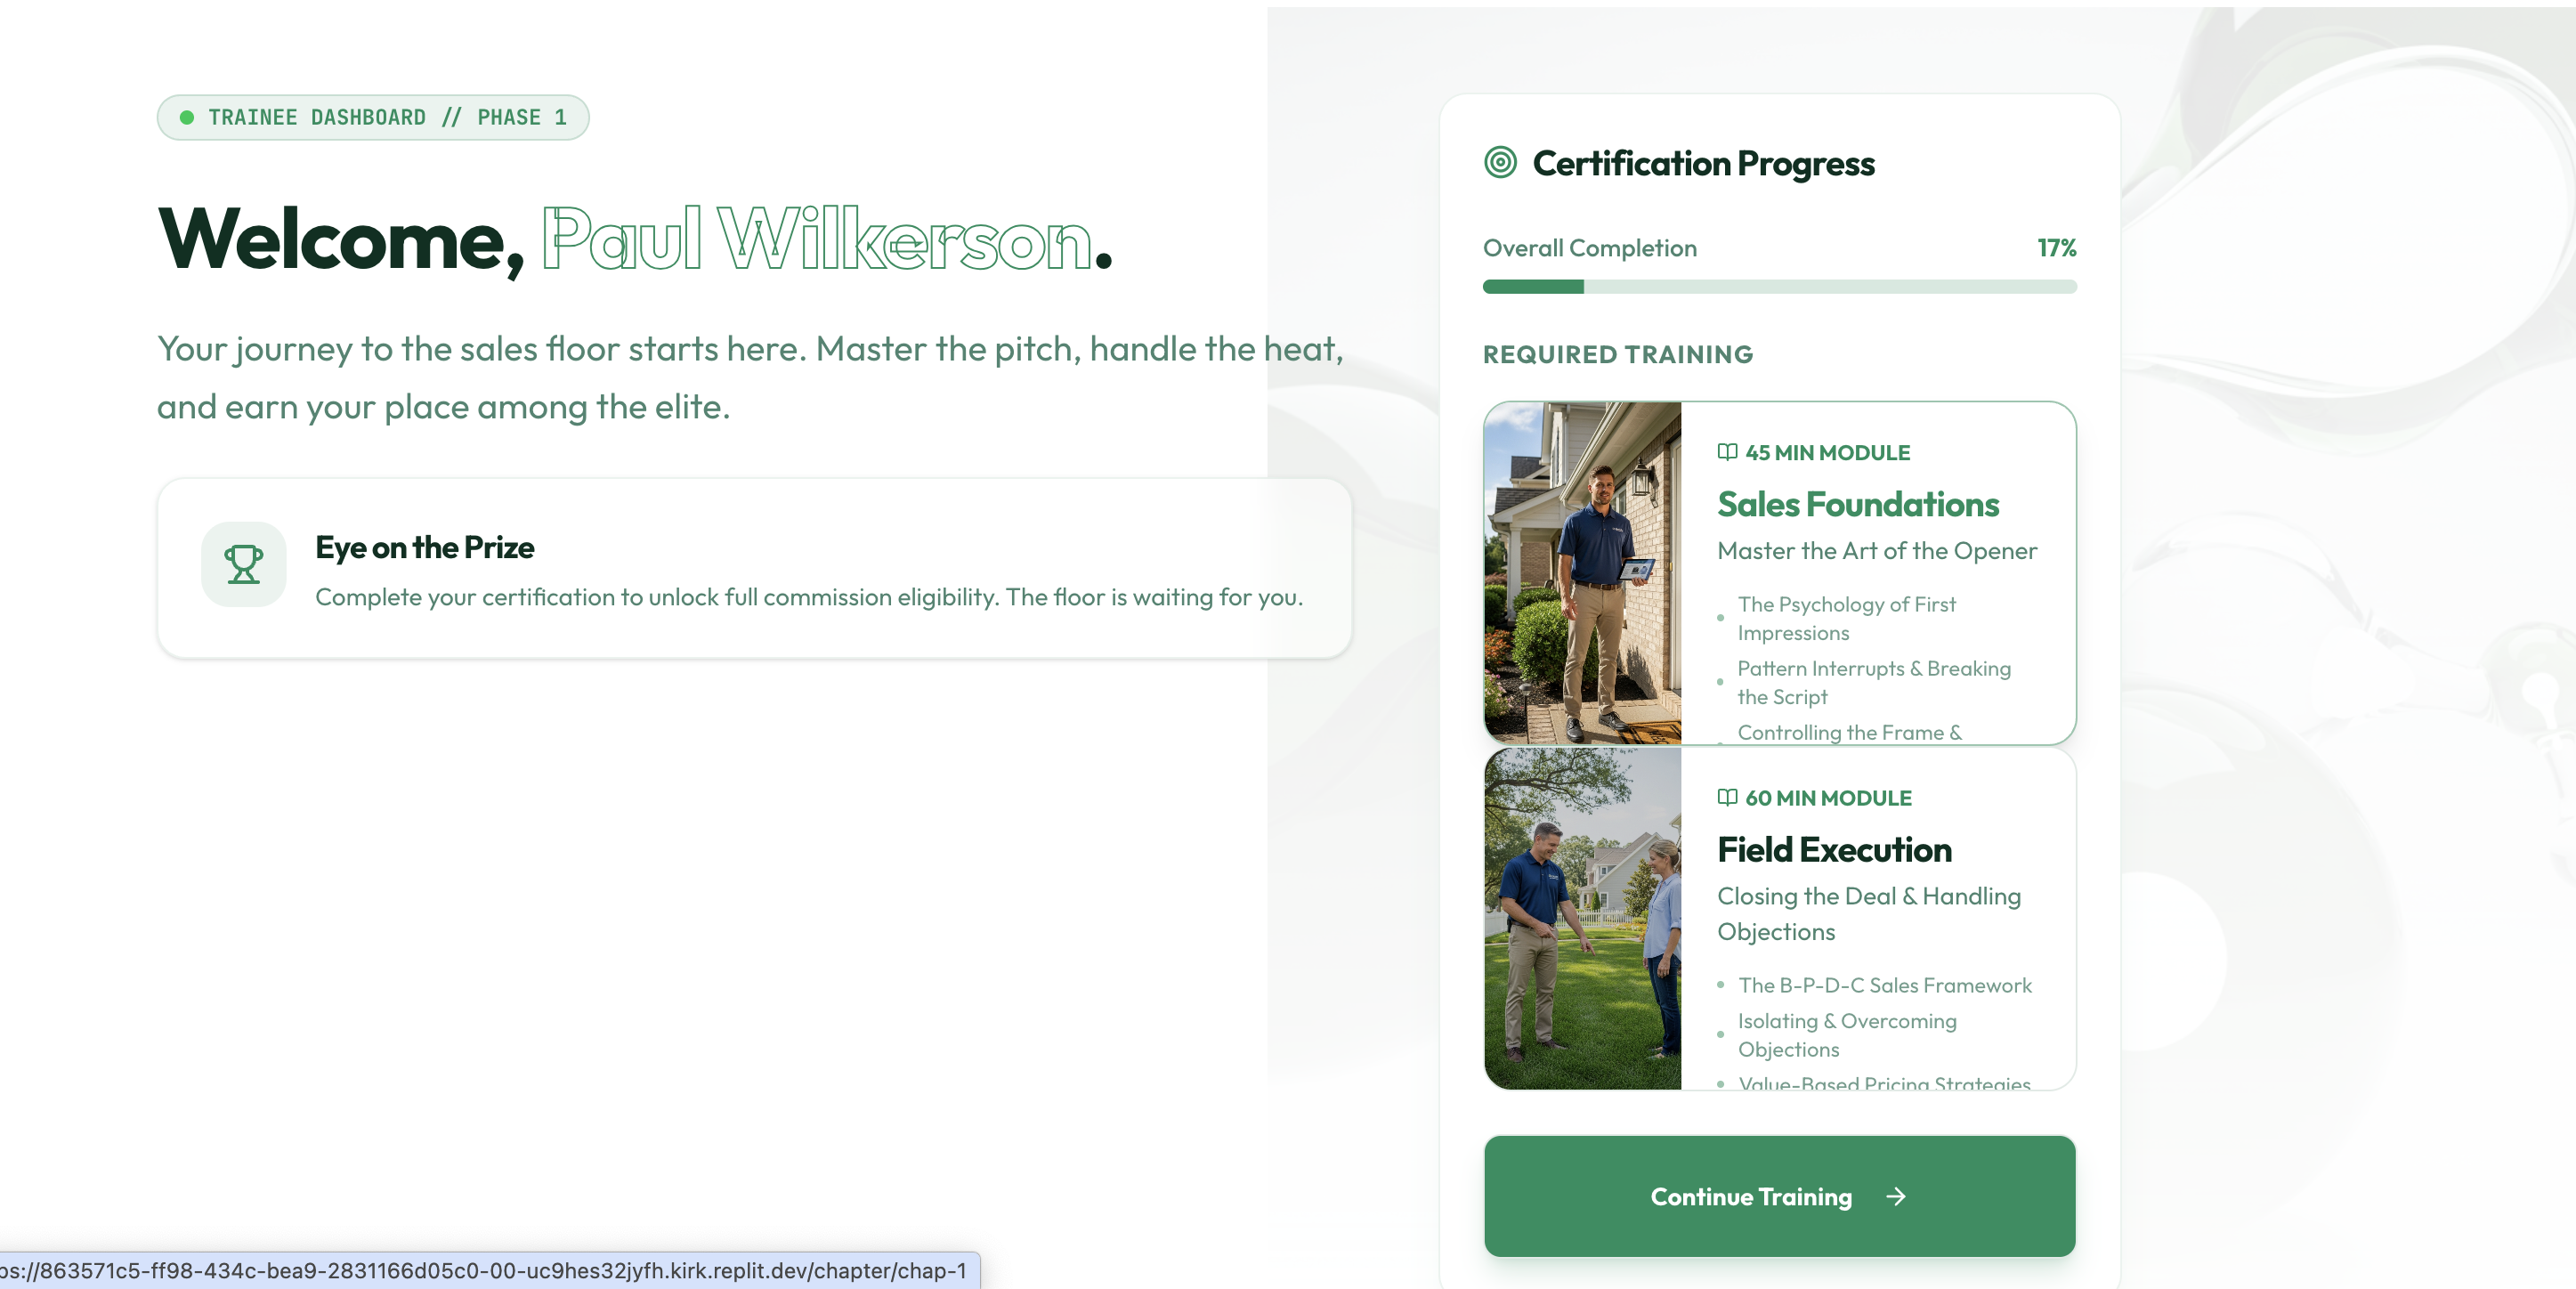 TRAINEE DASHBOARD // PHASE 1
Welcome, Paul Wilkerson.
Your journey to the sales floor starts here. Master the pitch, handle the heat,
and earn your place among the elite.
Eye on the Prize
Complete your certification to unlock full commission eligibility. The floor is waiting for you.
Certification Progress
Overall Completion 17%
REQUIRED TRAINING
45 MIN MODULE
Sales Foundations
Master the Art of the Opener
The Psychology of First
Impressions
Pattern Interrupts & Breaking
the Script
Controlling the Frame &
60 MIN MODULE
Field Execution
Closing the Deal & Handling
Objections
The B-P-D-C Sales Framework
Isolating & Overcoming
Objections
Value-Based Pricing Strategies
Continue Training
ps://863571c5-ff98-434c-bea9-2831166d05c0-00-uc9hes32jyfh.kirk.replit.dev/chapter/chap-1